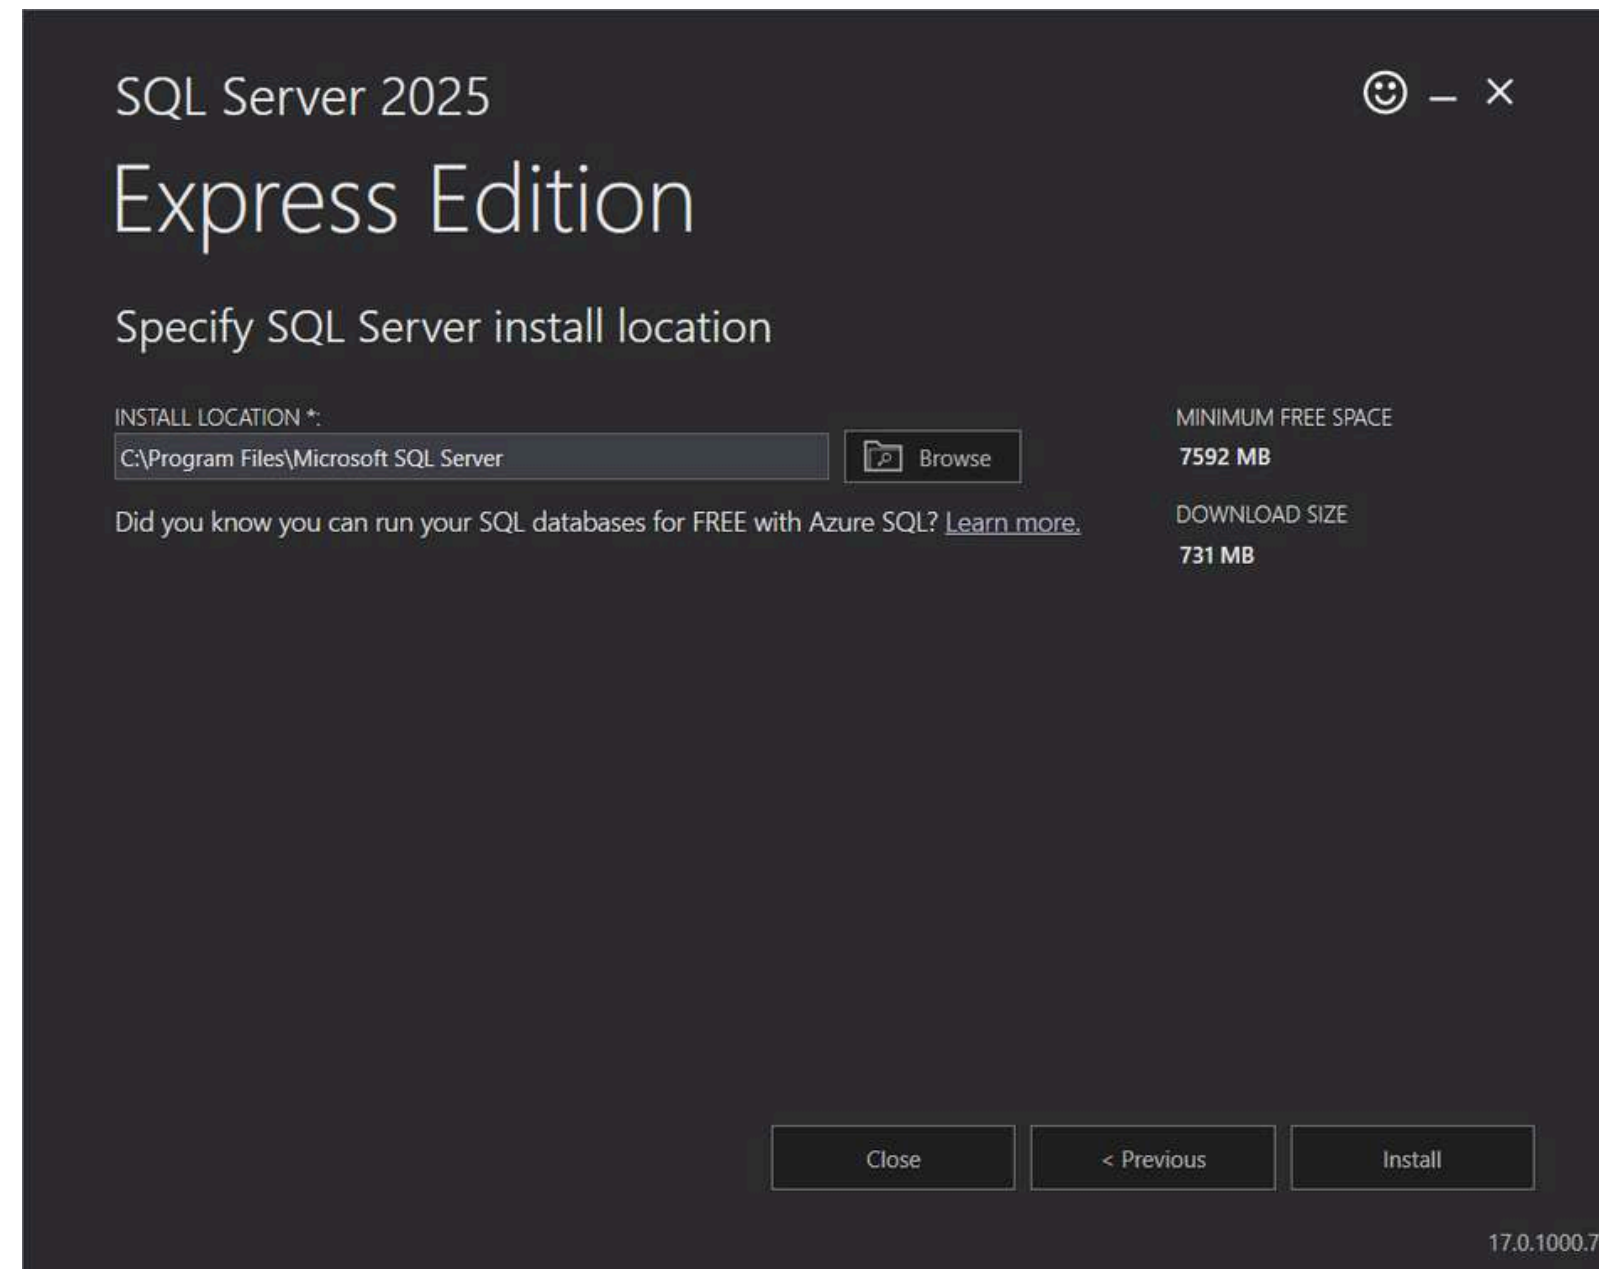 SQL Server 2025
Express Edition
Specify SQL Server install location
INSTALL LOCATION *:
C:\Program Files\Microsoft SQL Server
Browse
Did you know you can run your SQL databases for FREE with Azure SQL? Learn more.
MINIMUM FREE SPACE
7592 MB
DOWNLOAD SIZE
731 MB
Close
< Previous
Install
17.0.1000.7